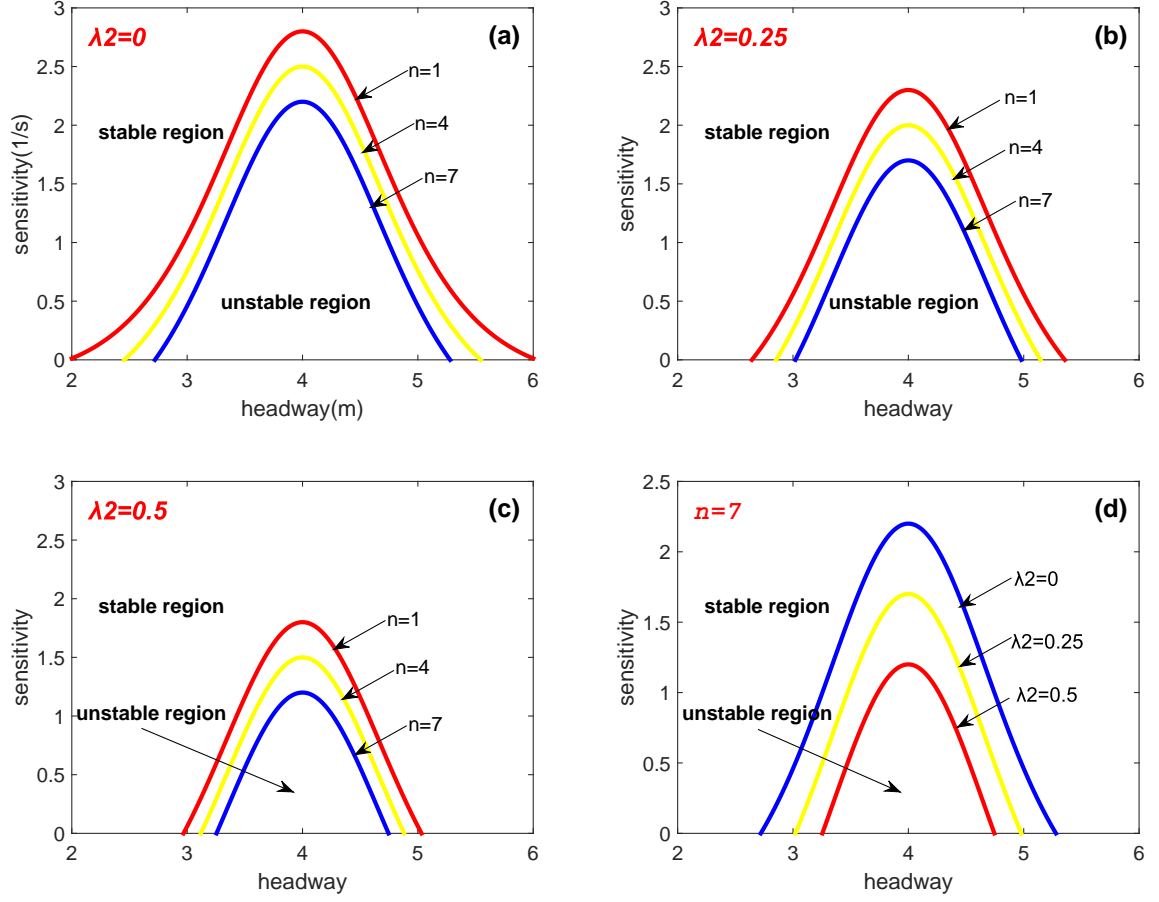 λ2=0
(a)
n=1
n=4
n=7
stable region
unstable region
sensitivity(1/s)
3
2.5
2
1.5
1
0.5
0
2
3
4
5
6
headway(m)
λ2=0.25
(b)
n=1
n=4
n=7
stable region
unstable region
sensitivity
3
2.5
2
1.5
1
0.5
0
2
3
4
5
6
headway
λ2=0.5
(c)
n=1
n=4
n=7
stable region
unstable region
sensitivity
3
2.5
2
1.5
1
0.5
0
2
3
4
5
6
headway
n=7
(d)
λ2=0
λ2=0.25
λ2=0.5
stable region
unstable region
sensitivity
2.5
2
1.5
1
0.5
0
2
3
4
5
6
headway